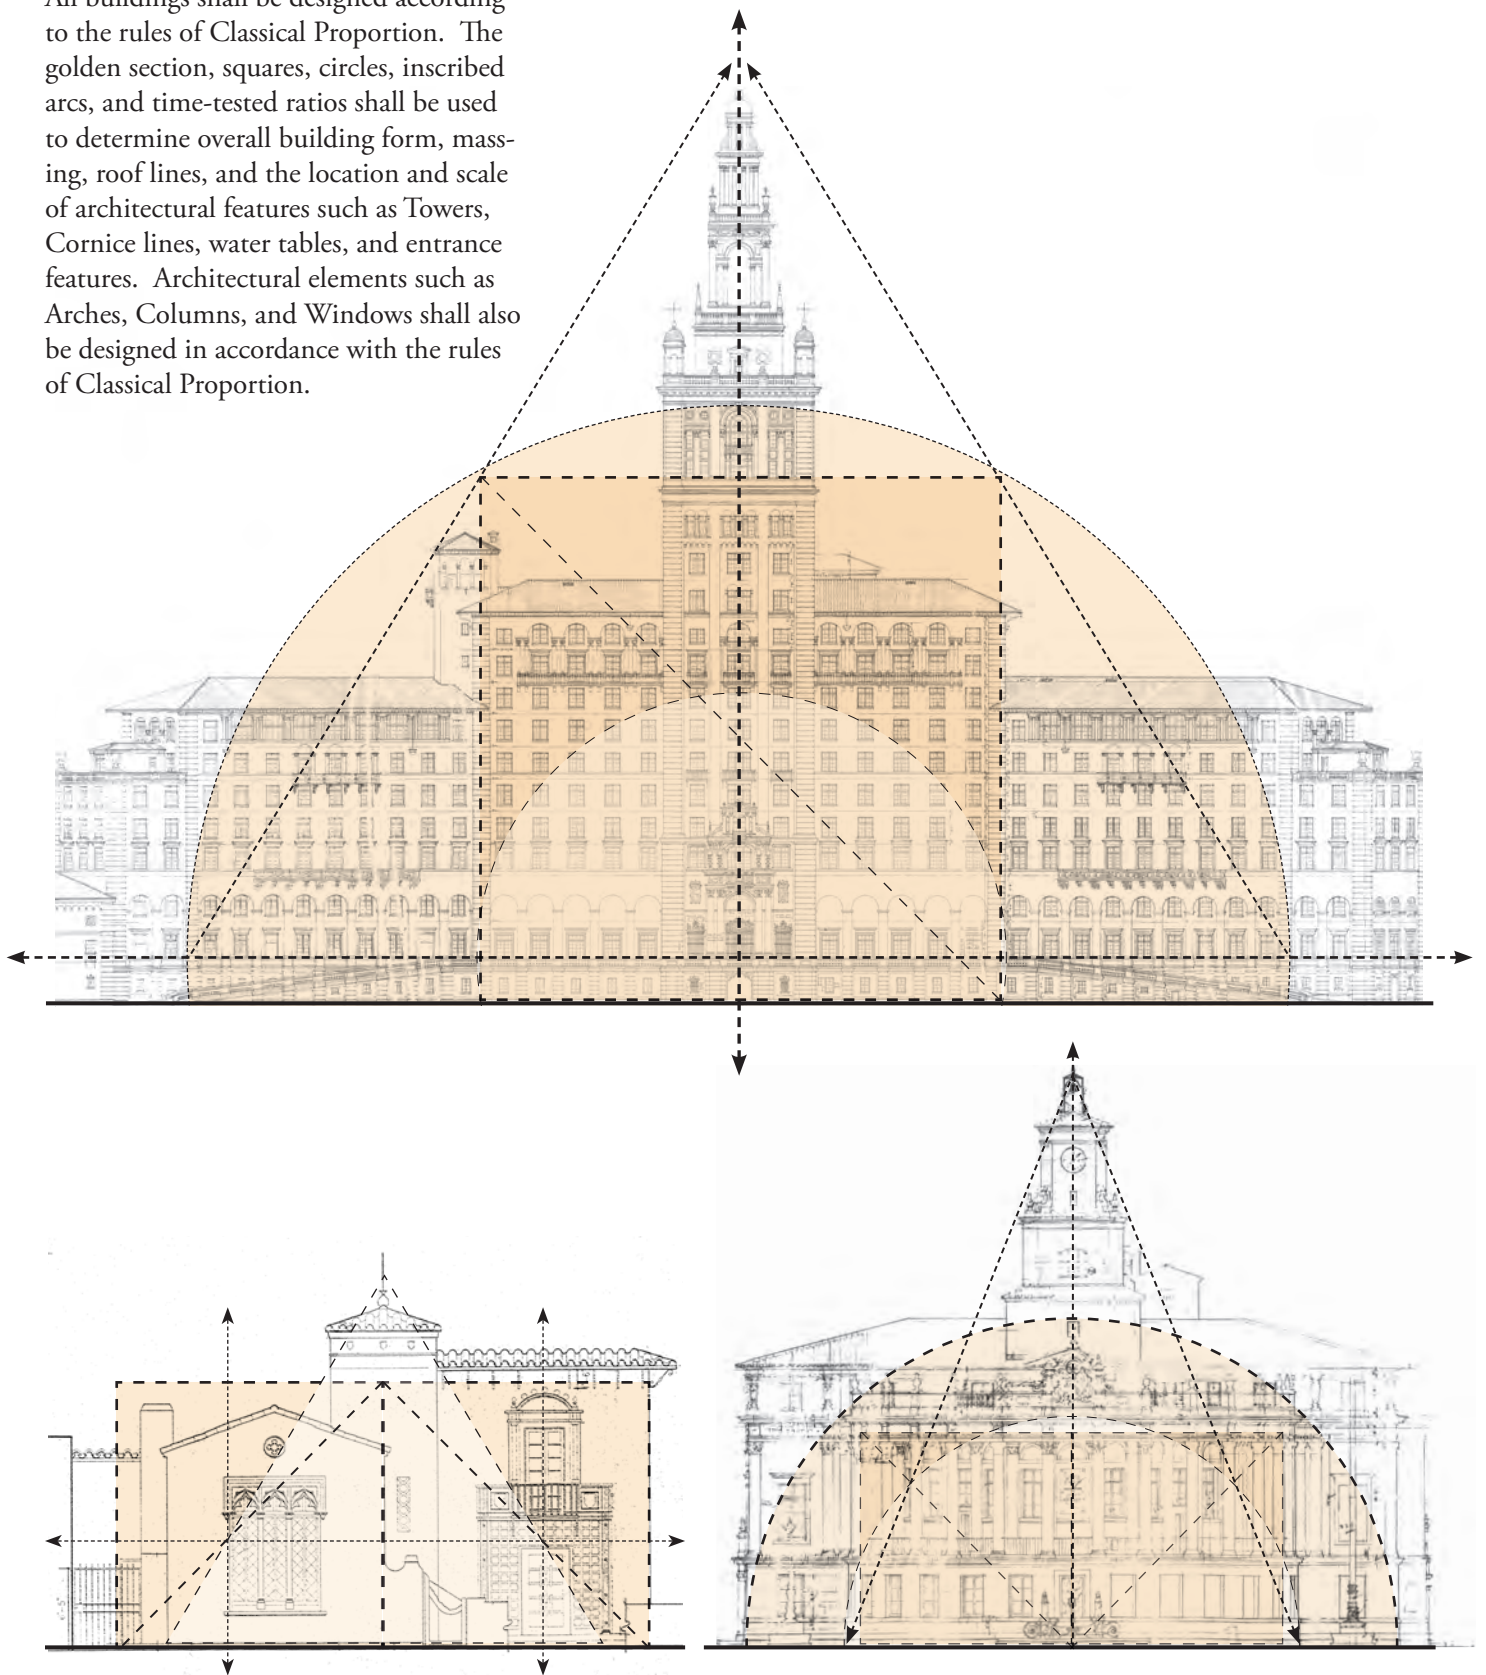 All buildings shall be designed according
to the rules of Classical Proportion.  The
golden section, squares, circles, inscribed
arcs, and time-tested ratios shall be used
to determine overall building form, mass-
ing, roof lines, and the location and scale
of architectural features such as Towers,
Cornice lines, water tables, and entrance
features.  Architectural elements such as
Arches, Columns, and Windows shall also
be designed in accordance with the rules
of Classical Proportion.